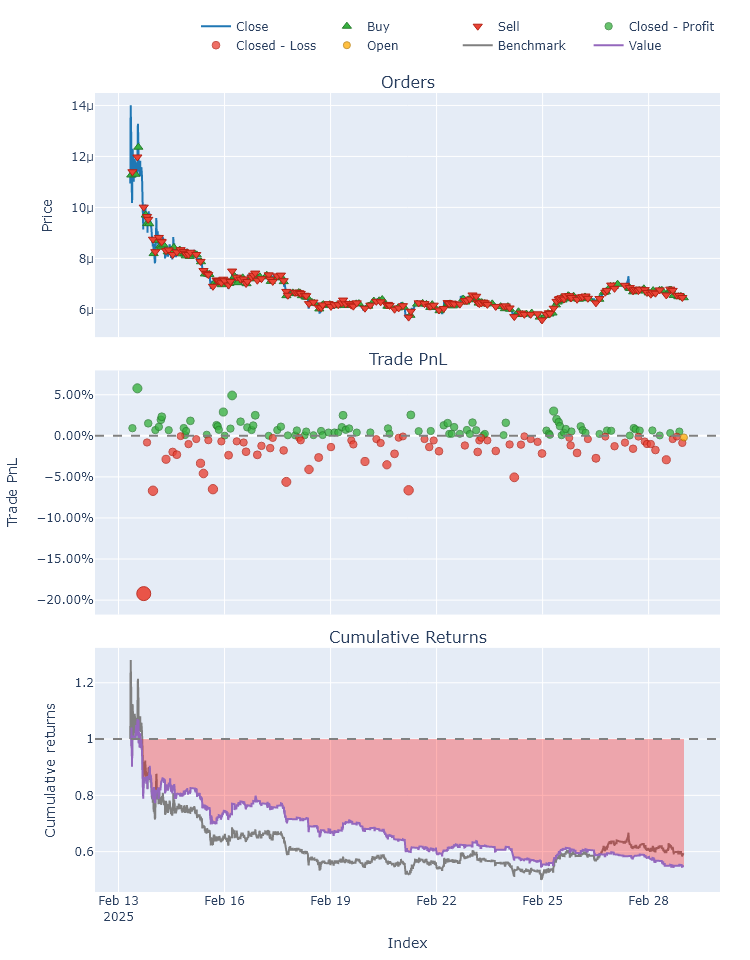 Close Buy Sell Closed - Profit
Closed - Loss Open Benchmark Value
Orders
14μ
12μ
10μ
8μ
6μ
Price
Trade PnL
5.00%
0.00%
−5.00%
−10.00%
−15.00%
−20.00%
Trade PnL
Cumulative Returns
1.2
1
0.8
0.6
Cumulative returns
Feb 13 Feb 16 Feb 19 Feb 22 Feb 25 Feb 28
2025
Index